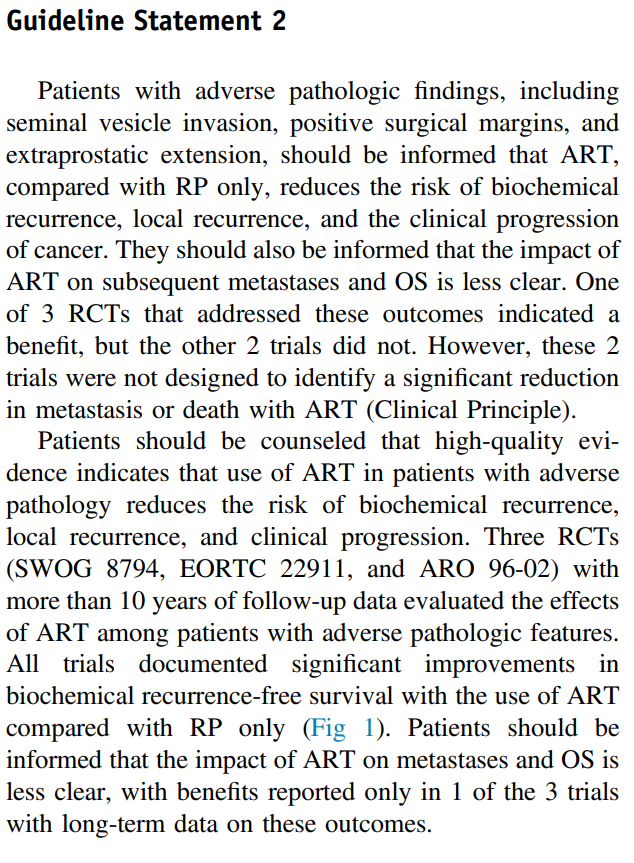 Guideline Statement 2
Patients with adverse pathologic findings, including
seminal vesicle invasion, positive surgical margins, and
extraprostatic extension, should be informed that ART,
compared with RP only, reduces the risk of biochemical
recurrence, local recurrence, and the clinical progression
of cancer. They should also be informed that the impact of
ART on subsequent metastases and OS is less clear. One
of 3 RCTs that addressed these outcomes indicated a
benefit, but the other 2 trials did not. However, these 2
trials were not designed to identify a significant reduction
in metastasis or death with ART (Clinical Principle).
Patients should be counseled that high-quality evi-
dence indicates that use of ART in patients with adverse
pathology reduces the risk of biochemical recurrence,
local recurrence, and clinical progression. Three RCTs
(SWOG 8794, EORTC 22911, and ARO 96-02) with
more than 10 years of follow-up data evaluated the effects
of ART among patients with adverse pathologic features.
All trials documented significant improvements in
biochemical recurrence-free survival with the use of ART
compared with RP only (Fig 1). Patients should be
informed that the impact of ART on metastases and OS is
less clear, with benefits reported only in 1 of the 3 trials
with long-term data on these outcomes.